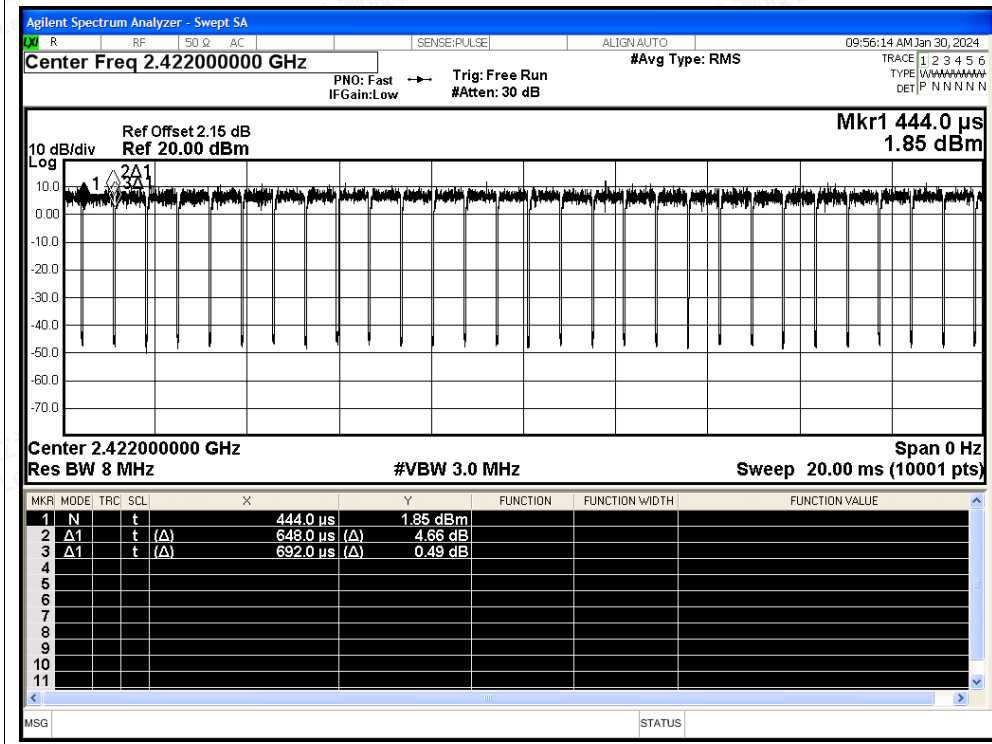 Agilent Spectrum Analyzer - Swept SA
LXI R RF 50 Ω AC SENSE:PULSE ALIGN AUTO 09:56:14 AM Jan 30, 2024
Center Freq 2.422000000 GHz #Avg Type: RMS TRACE 1 2 3 4 5 6
PNO: Fast Trig: Free Run TYPE W
IFGain:Low #Atten: 30 dB DET P N N N N N
Mkr1 444.0 µs
Ref Offset 2.15 dB
10 dB/div Ref 20.00 dBm 1.85 dBm
Log
1 2Δ1
3Δ1
10.0
0.00
-10.0
-20.0
-30.0
-40.0
-50.0
-60.0
-70.0
Center 2.422000000 GHz Span 0 Hz
Res BW 8 MHz #VBW 3.0 MHz Sweep 20.00 ms (10001 pts)
MKR MODE TRC SCL X Y FUNCTION FUNCTION WIDTH FUNCTION VALUE
1 N t 444.0 µs 1.85 dBm
2 Δ1 t (Δ) 648.0 µs (Δ) 4.66 dB
3 Δ1 t (Δ) 692.0 µs (Δ) 0.49 dB
4
5
6
7
8
9
10
11
MSG STATUS